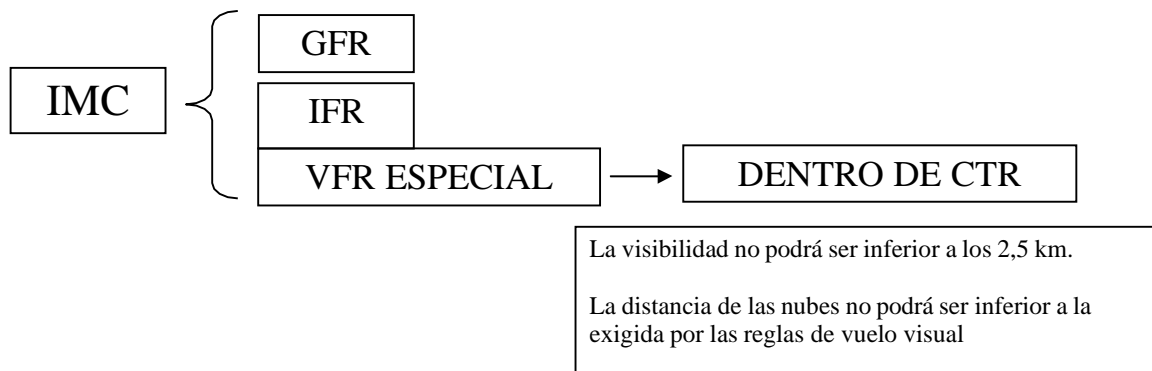 GFR
IMC
IFR
VFR ESPECIAL
DENTRO DE CTR
La visibilidad no podrá ser inferior a los 2,5 km.
La distancia de las nubes no podrá ser inferior a la
exigida por las reglas de vuelo visual